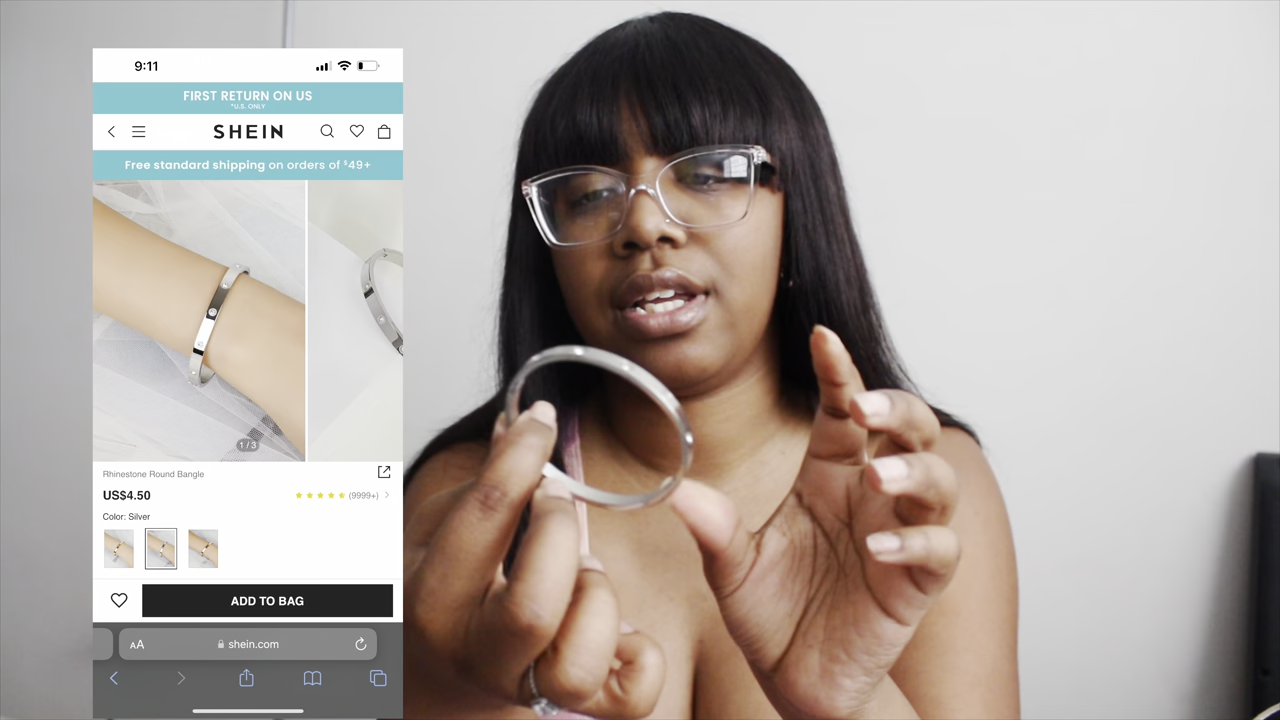 9:11
FIRST RETURN ON US
*U.S. ONLY
SHEIN
Free standard shipping on orders of $49+
1 / 3
Rhinestone Round Bangle
US$4.50
(9999+)
Color: Silver
ADD TO BAG
AA
shein.com